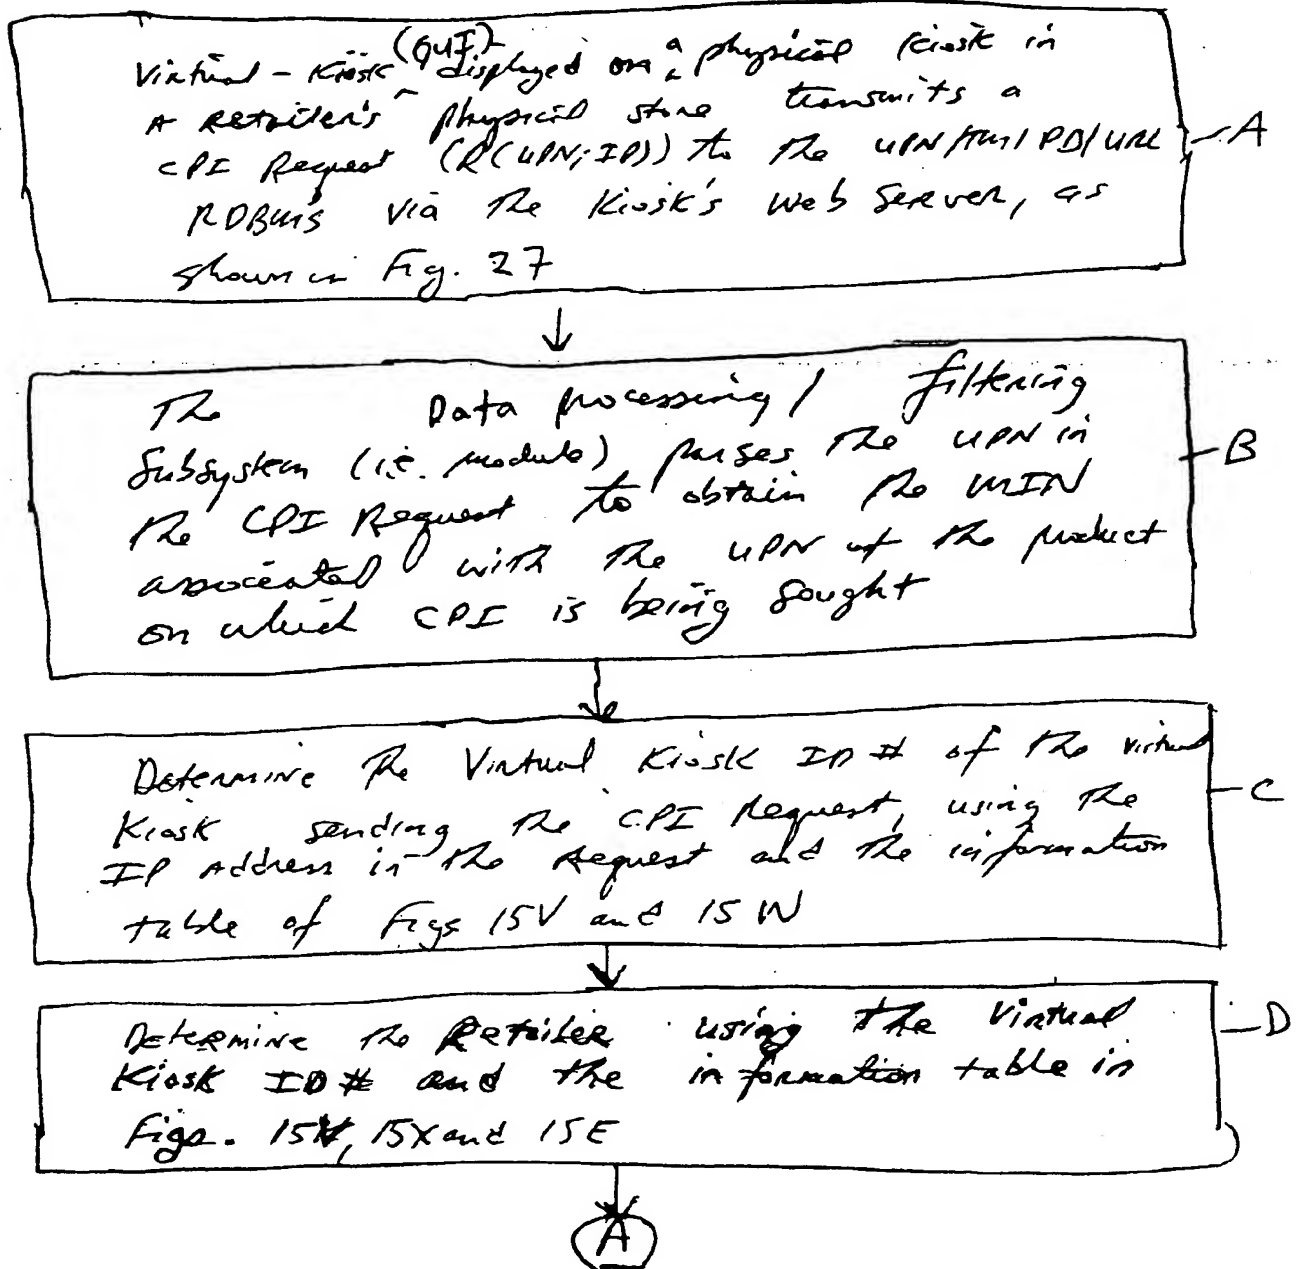 Virtual-Kiosk (GUI) displayed on a physical Kiosk in
A Retailer's physical store transmits a
CPI Request (R(UPN; IP)) to the UPN/TM/PD/URL
RDBMS via the Kiosk's Web Server, as
shown in Fig. 27
A
The Data processing/ filtering
Subsystem (i.e. module) parses the UPN in
the CPI Request to obtain the MIN
associated with the UPN of the product
on which CPI is being sought
B
Determine the Virtual Kiosk ID # of the virtual
Kiosk sending the CPI Request, using the
IP Address in the Request and the information
table of Figs 15V and 15W
C
Determine the Retailer using the Virtual
Kiosk ID # and the information table in
Figs. 15X and 15E
D
A